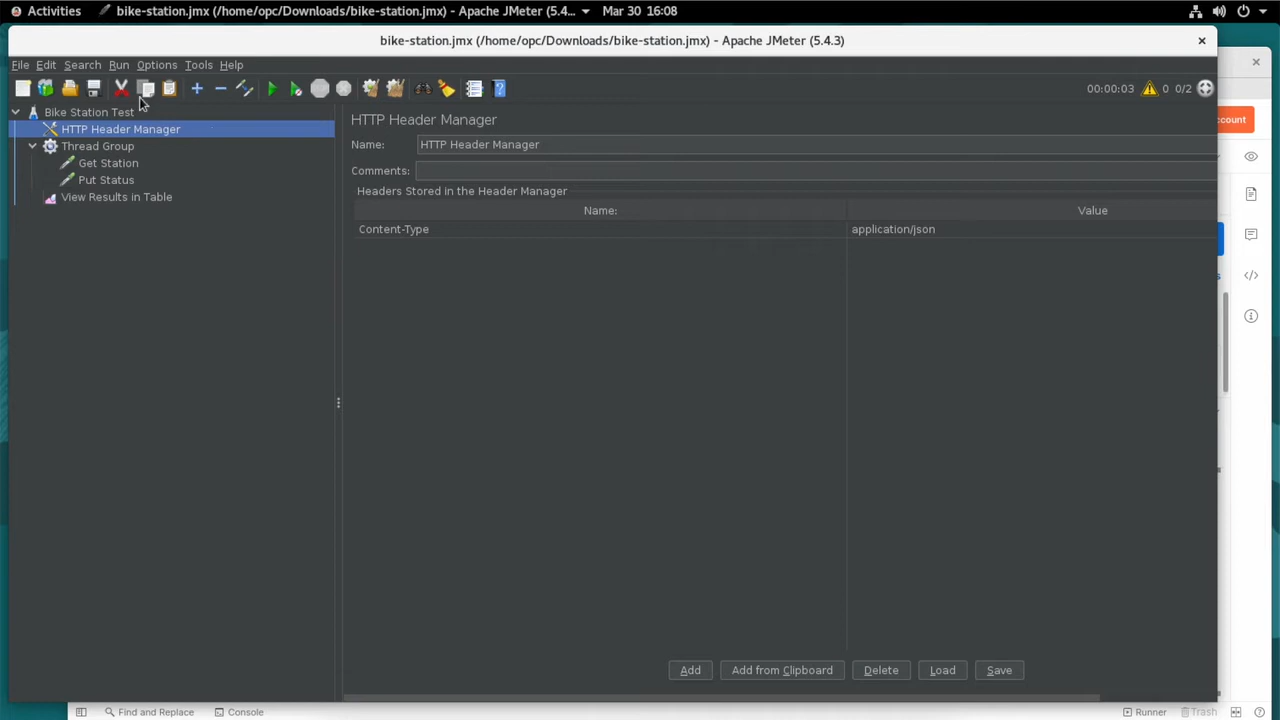 Activities bike-station.jmx (/home/opc/Downloads/bike-station.jmx) - Apache JMeter (5.4... Mar 30 16:08
bike-station.jmx (/home/opc/Downloads/bike-station.jmx) - Apache JMeter (5.4.3)
File Edit Search Run Options Tools Help
00:00:03 0 0/2
Bike Station Test
HTTP Header Manager
Thread Group
Get Station
Put Status
View Results in Table
HTTP Header Manager
Name: HTTP Header Manager
Comments:
Headers Stored in the Header Manager
Name: Value
Content-Type application/json
Add Add from Clipboard Delete Load Save
count
Find and Replace Console Runner Trash